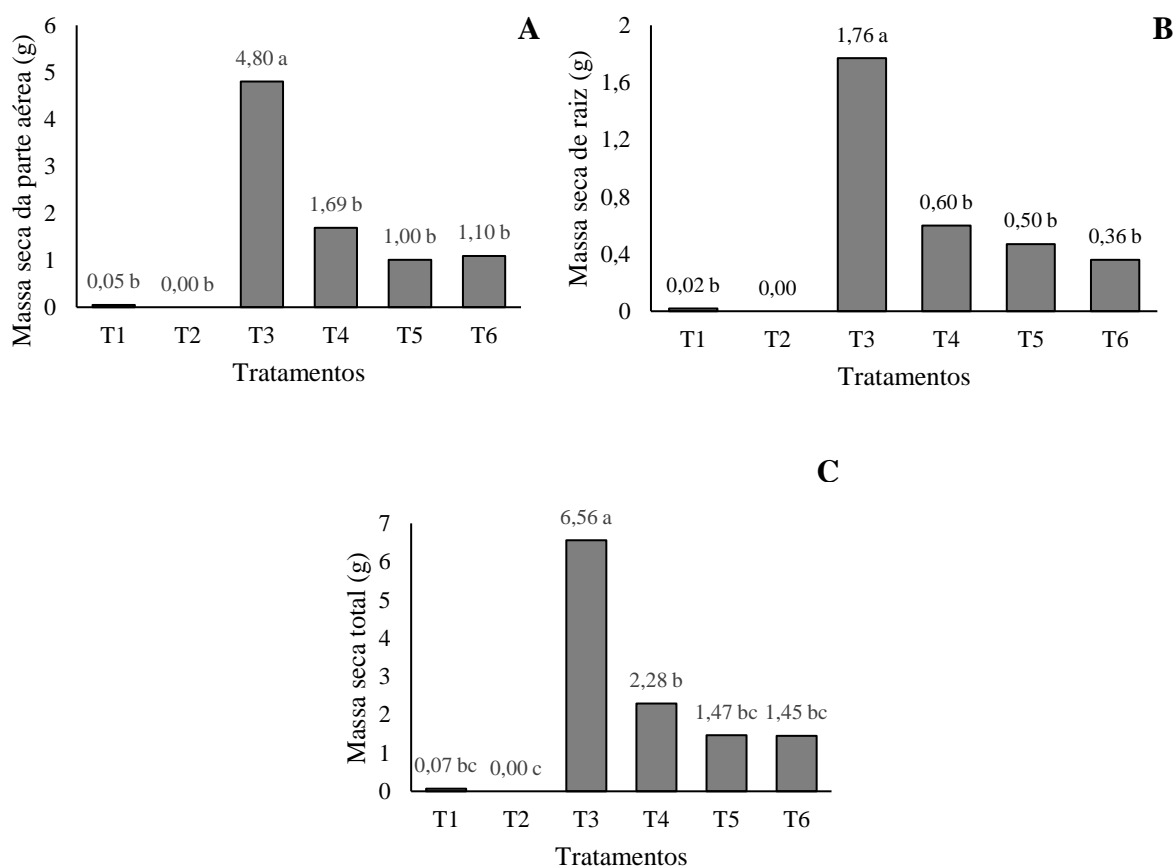 A
Massa seca da parte aérea (g)
6
5
4
3
2
1
0
0,05 b
0,00 b
4,80 a
1,69 b
1,00 b
1,10 b
T1 T2 T3 T4 T5 T6
Tratamentos
B
Massa seca de raiz (g)
2
1,6
1,2
0,8
0,4
0
0,02 b
0,00
1,76 a
0,60 b
0,50 b
0,36 b
T1 T2 T3 T4 T5 T6
Tratamentos
C
Massa seca total (g)
7
6
5
4
3
2
1
0
0,07 bc
0,00 c
6,56 a
2,28 b
1,47 bc
1,45 bc
T1 T2 T3 T4 T5 T6
Tratamentos